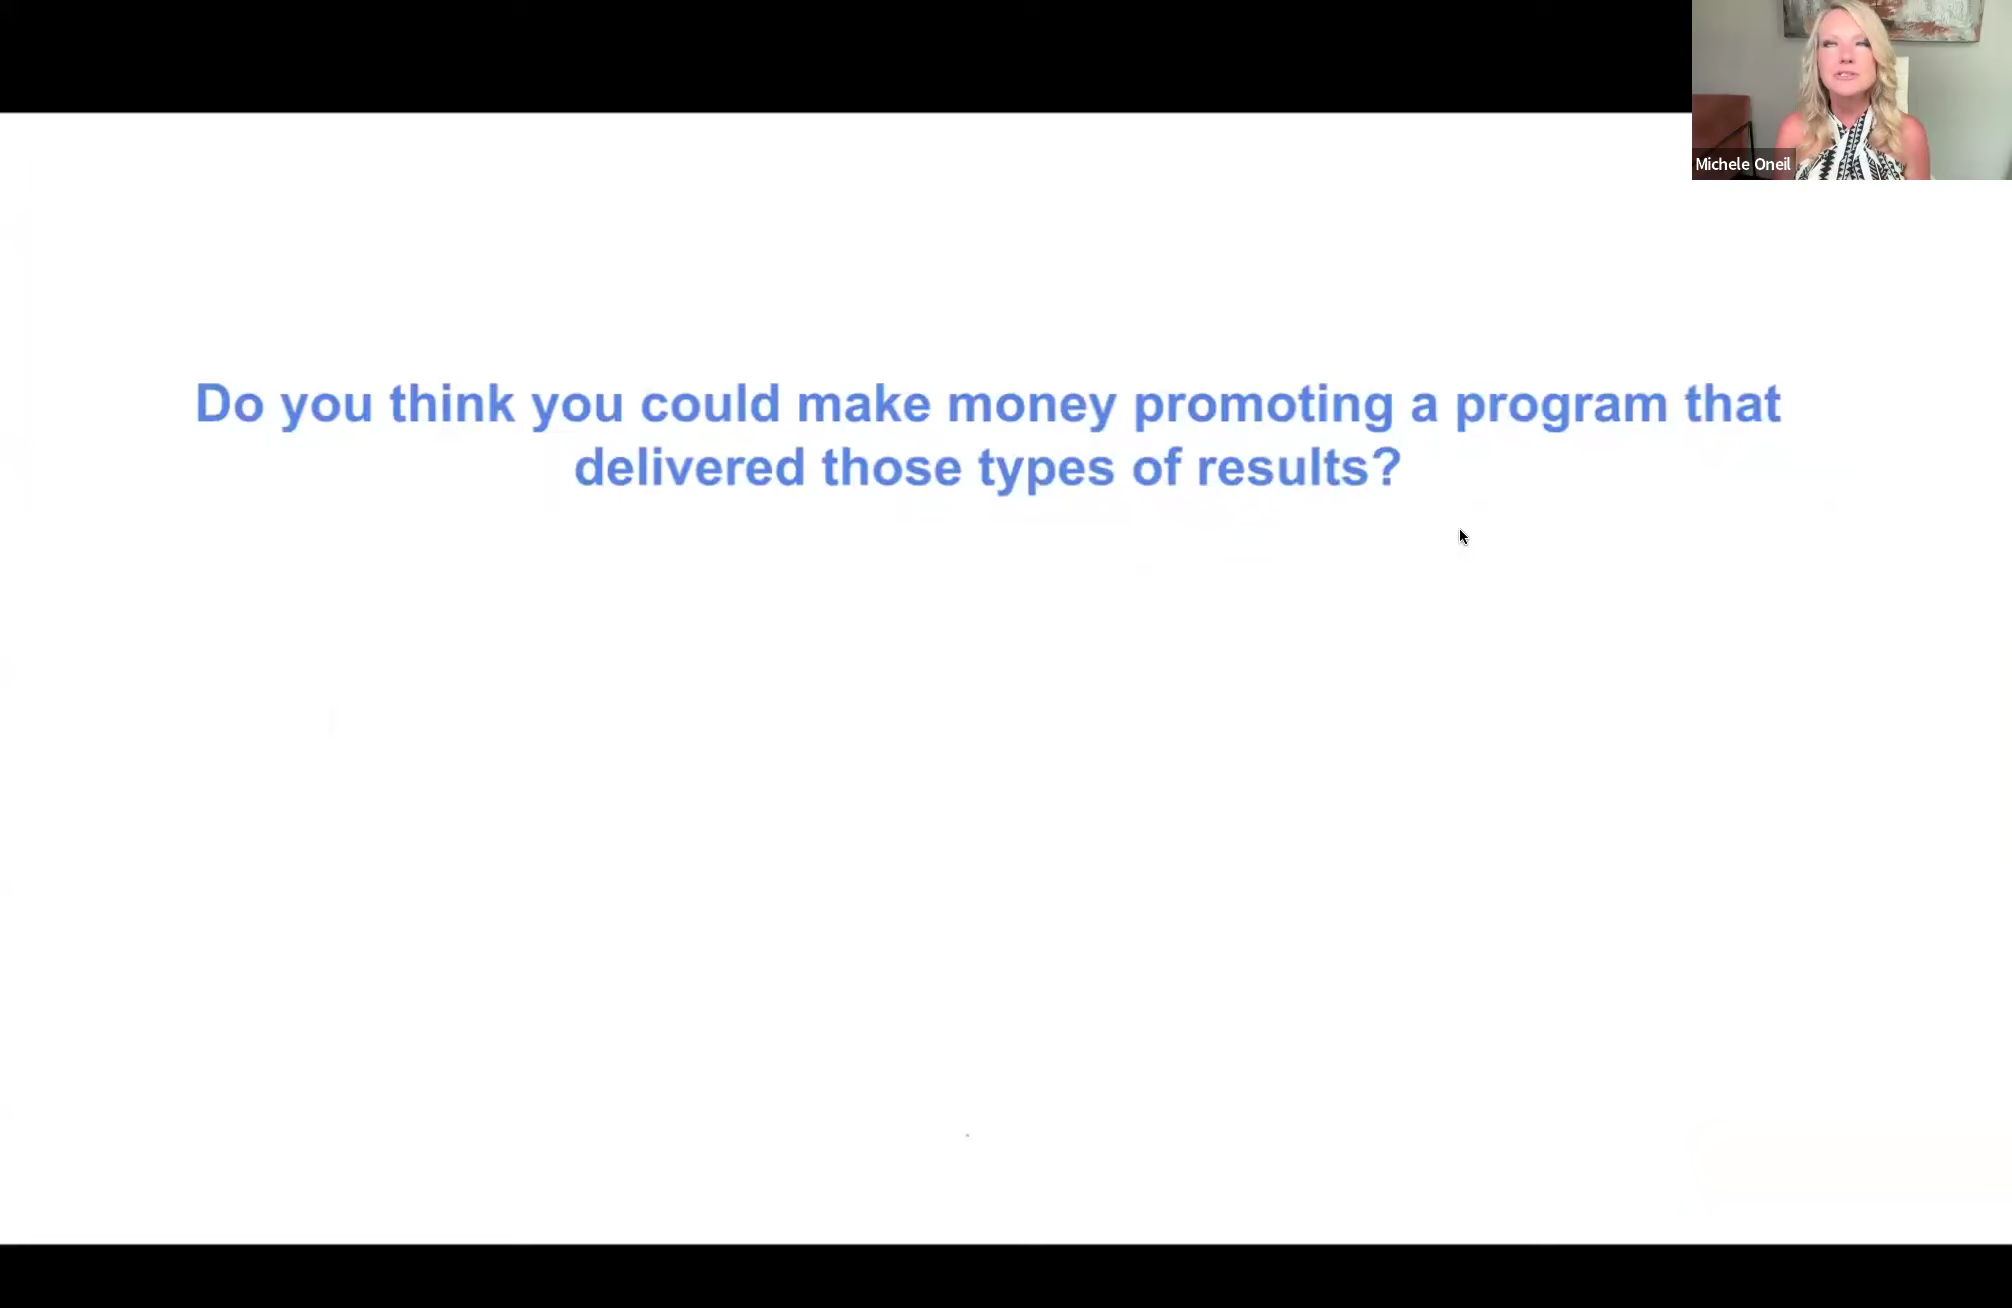 Michele Oneil
Do you think you could make money promoting a program that
delivered those types of results?